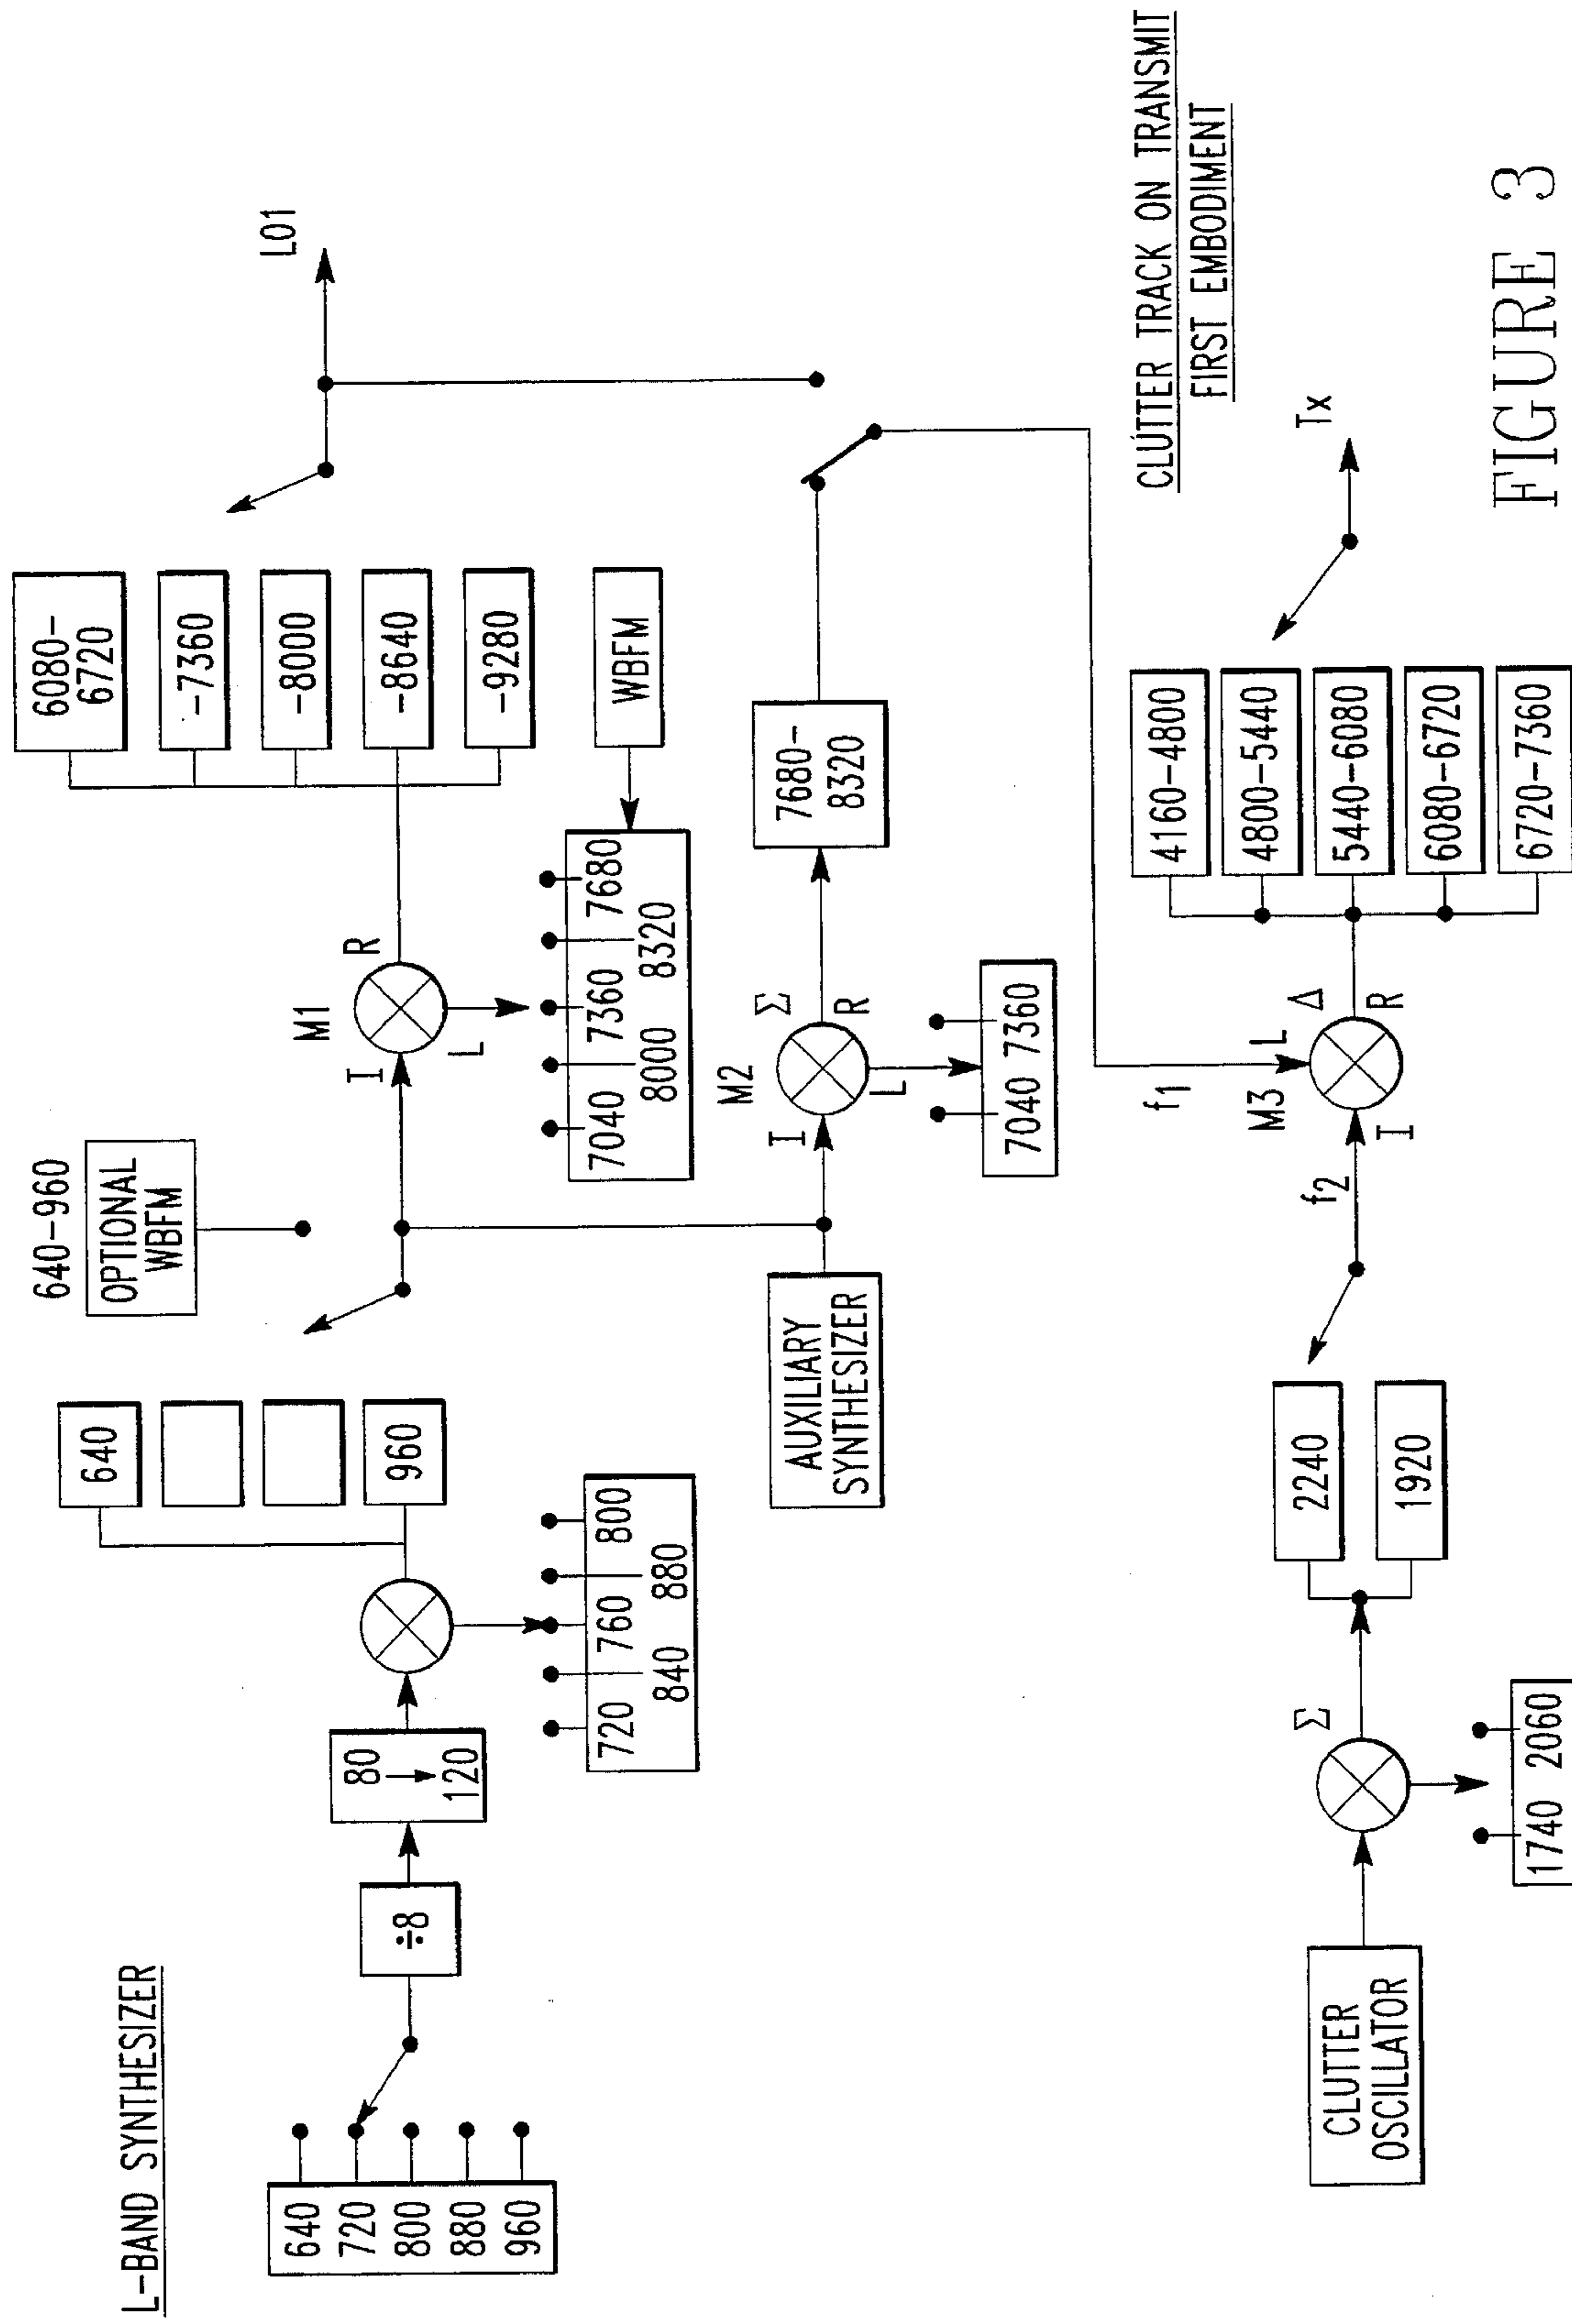 L-BAND SYNTHESIZER
640
720
800
880
960
÷8
80
120
720 760 800
840 880
640
960
640-960
OPTIONAL
WBFM
I
M1
R
L
7040 7360 7680
8000 8320
6080-
6720
-7360
-8000
-8640
-9280
WBFM
LO1
AUXILIARY
SYNTHESIZER
I
M2
Σ
R
L
7040 7360
7680-
8320
CLUTTER
OSCILLATOR
Σ
1740 2060
2240
1920
f2
f1
M3
L
I
Δ
R
4160-4800
4800-5440
5440-6080
6080-6720
6720-7360
Tx
CLUTTER TRACK ON TRANSMIT
FIRST EMBODIMENT
FIGURE 3